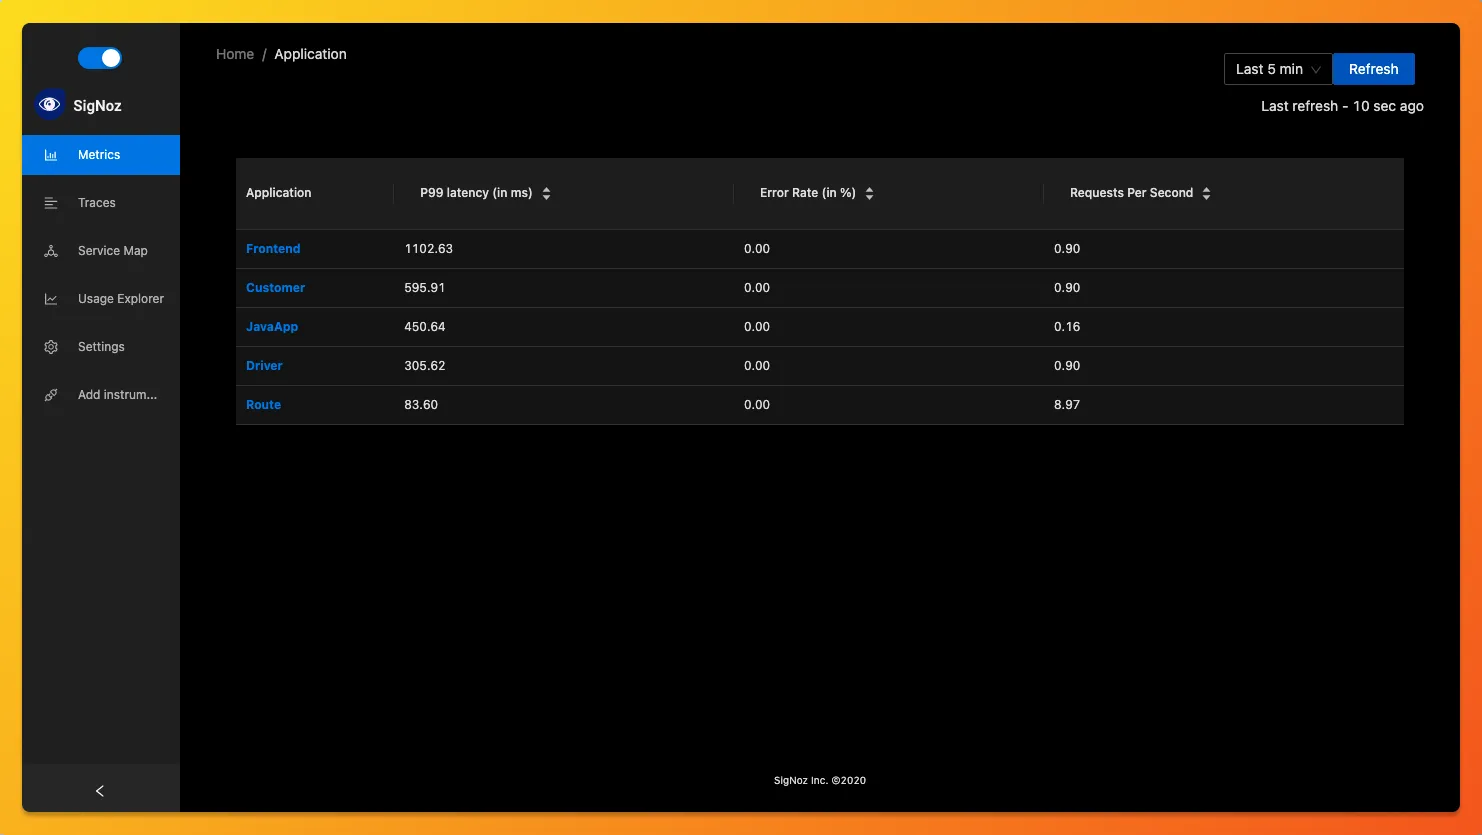 Home / Application
Last 5 min
Refresh
Last refresh - 10 sec ago
SigNoz
Metrics
Traces
Service Map
Usage Explorer
Settings
Add instrum...
Application P99 latency (in ms) Error Rate (in %) Requests Per Second
Frontend 1102.63 0.00 0.90
Customer 595.91 0.00 0.90
JavaApp 450.64 0.00 0.16
Driver 305.62 0.00 0.90
Route 83.60 0.00 8.97
SigNoz Inc. ©2020